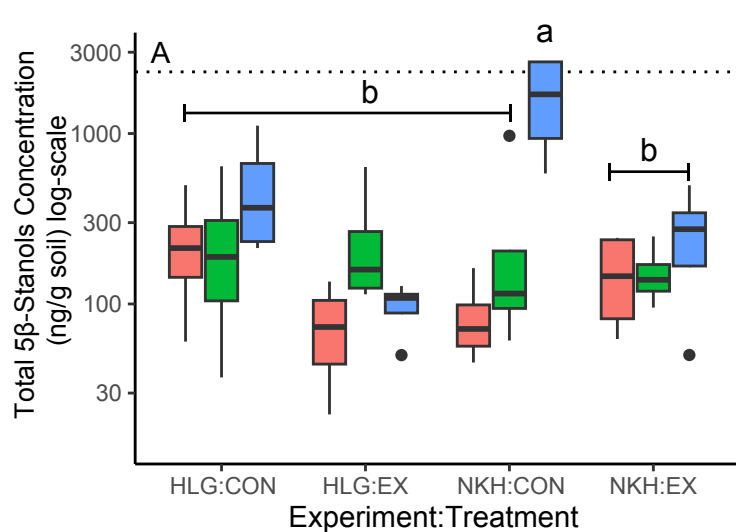 Total 5β-Stanols Concentration
(ng/g soil) log-scale
3000
1000
300
100
30
A
a
b
b
HLG:CON
HLG:EX
NKH:CON
NKH:EX
Experiment:Treatment